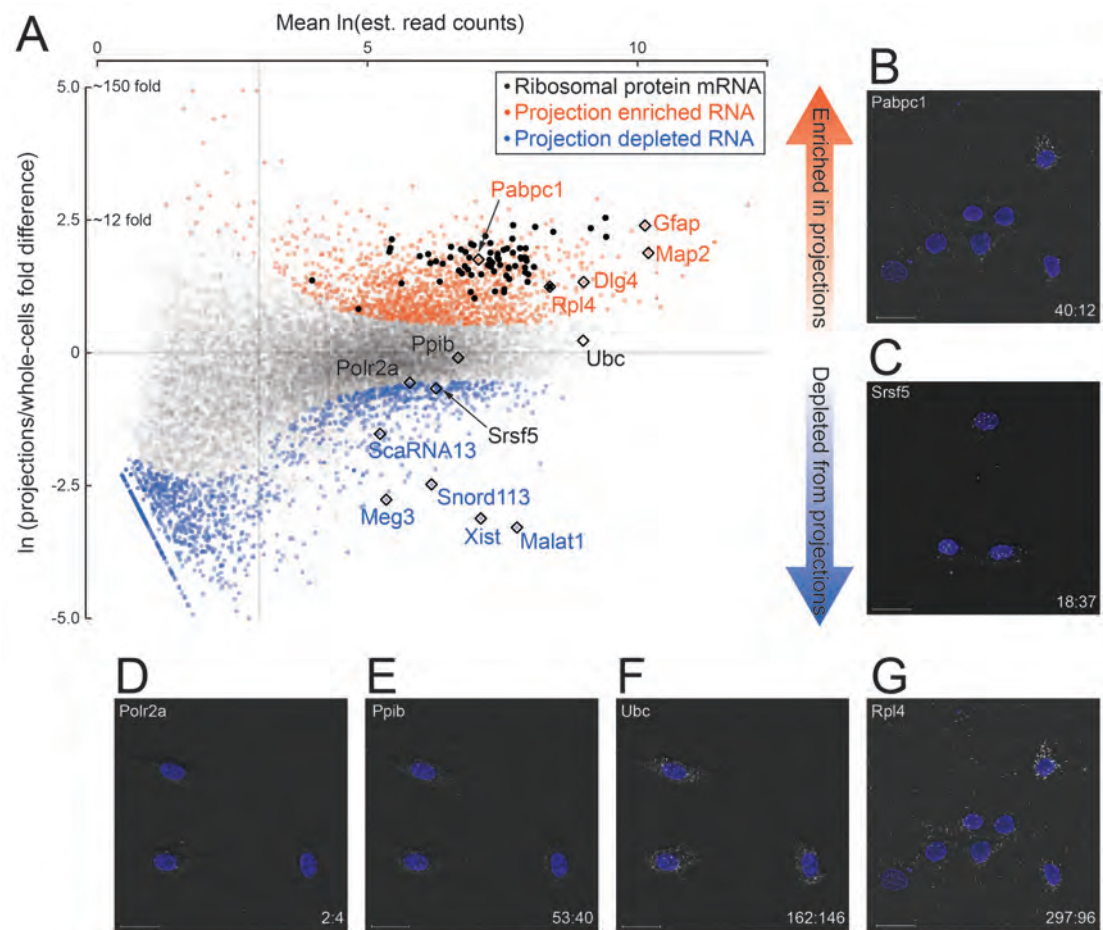 A
Mean ln(est. read counts)
0
5
10
5.0
~150 fold
2.5
~12 fold
0
-2.5
-5.0
ln (projections/whole-cells fold difference)
Ribosomal protein mRNA
Projection enriched RNA
Projection depleted RNA
Pabpc1
Gfap
Map2
Dlg4
Rpl4
Ppib
Ubc
Polr2a
Srsf5
ScaRNA13
Snord113
Meg3
Xist
Malat1
Enriched in projections
Depleted from projections
B
Pabpc1
40:12
C
Srsf5
18:37
D
Polr2a
2:4
E
Ppib
53:40
F
Ubc
162:146
G
Rpl4
297:96